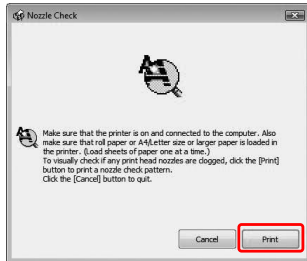 Nozzle Check
Make sure that the printer is on and connected to the computer. Also
make sure that roll paper or A4/Letter size or larger paper is loaded in
the printer. (Load sheets of paper one at a time.)
To visually check if any print head nozzles are clogged, click the [Print]
button to print a nozzle check pattern.
Click the [Cancel] button to quit.
Cancel
Print